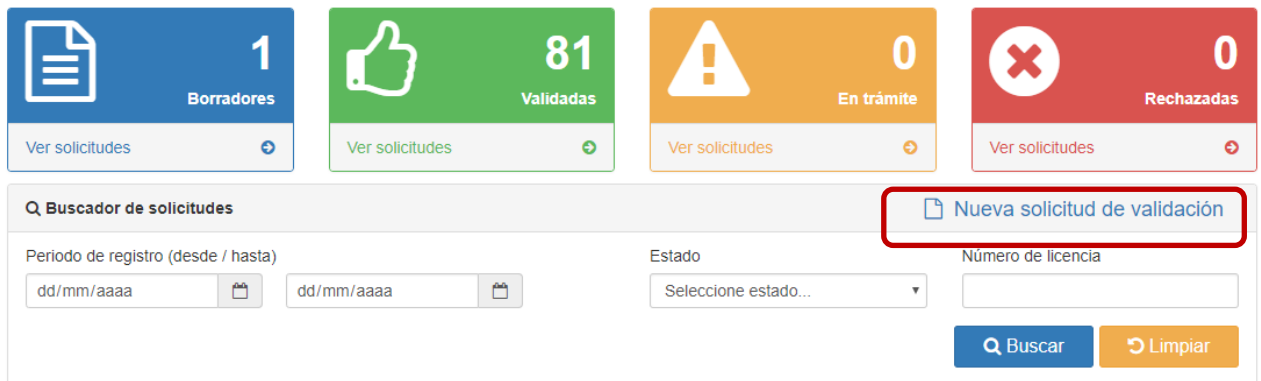 1
Borradores
Ver solicitudes
81
Validadas
Ver solicitudes
0
En trámite
Ver solicitudes
0
Rechazadas
Ver solicitudes
Buscador de solicitudes
Nueva solicitud de validación
Periodo de registro (desde / hasta)
Estado
Número de licencia
dd/mm/aaaa
dd/mm/aaaa
Seleccione estado...
Buscar
Limpiar